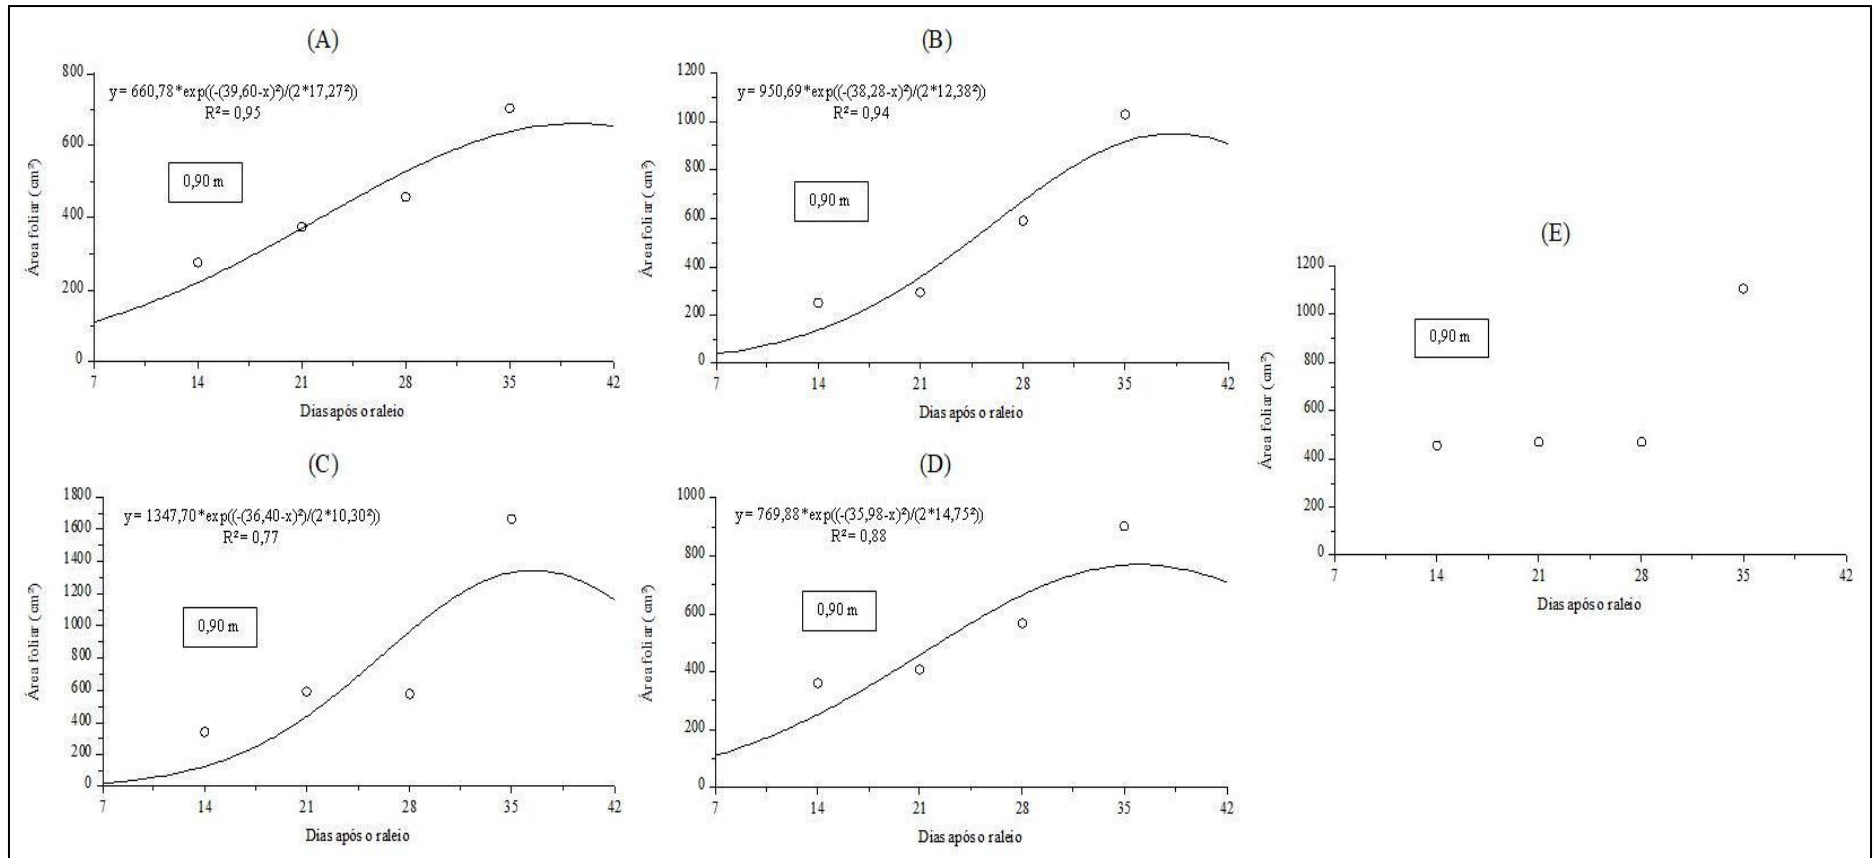 (A)
y = 660,78*exp((-(39,60-x)²)/(2*17,27²))
R² = 0,95
0,90 m
Área foliar (cm²)
800
600
400
200
0
7 14 21 28 35 42
Dias após o raleio
(B)
y = 950,69*exp((-(38,28-x)²)/(2*12,38²))
R² = 0,94
0,90 m
Área foliar (cm²)
1200
1000
800
600
400
200
0
7 14 21 28 35 42
Dias após o raleio
(C)
y = 1347,70*exp((-(36,40-x)²)/(2*10,30²))
R² = 0,77
0,90 m
Área foliar (cm²)
1800
1600
1400
1200
1000
800
600
400
200
0
7 14 21 28 35 42
Dias após o raleio
(D)
y = 769,88*exp((-(35,98-x)²)/(2*14,75²))
R² = 0,88
0,90 m
Área foliar (cm²)
1000
800
600
400
200
0
7 14 21 28 35 42
Dias após o raleio
(E)
0,90 m
Área foliar (cm²)
1200
1000
800
600
400
200
0
7 14 21 28 35 42
Dias após o raleio